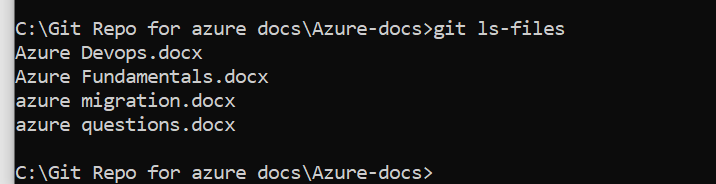 C:\Git Repo for azure docs\Azure-docs>git ls-files
Azure Devops.docx
Azure Fundamentals.docx
azure migration.docx
azure questions.docx
C:\Git Repo for azure docs\Azure-docs>